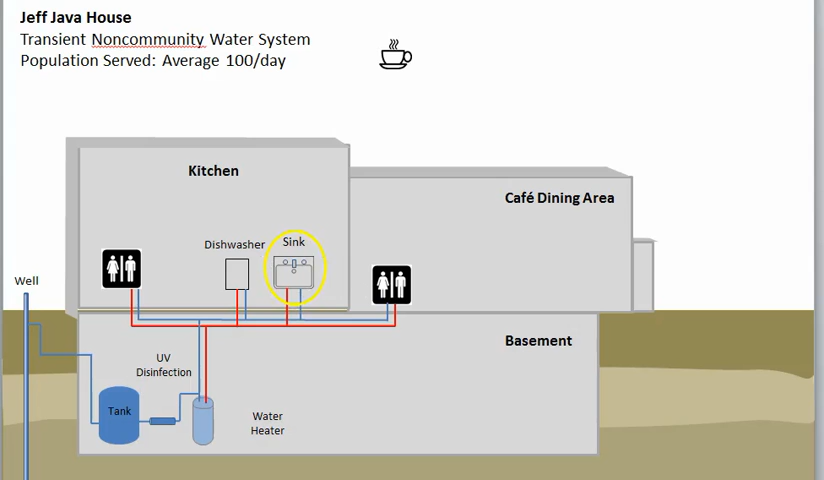 Jeff Java House
Transient Noncommunity Water System
Population Served: Average 100/day
Kitchen
Café Dining Area
Dishwasher
Sink
Well
Basement
UV
Disinfection
Tank
Water
Heater